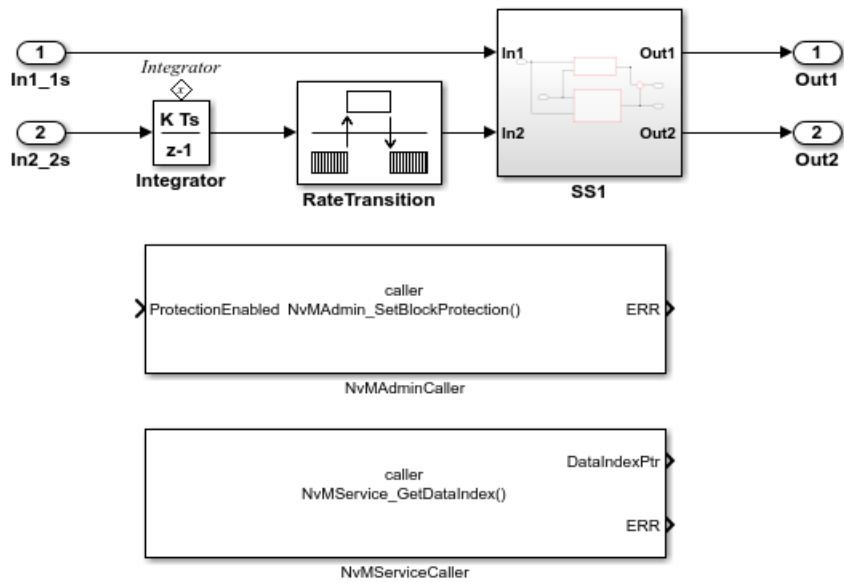 1
In1_1s
In1
Out1
1
Out1
Integrator
x
2
In2_2s
K Ts
z-1
Integrator
RateTransition
In2
Out2
SS1
2
Out2
caller
ProtectionEnabled NvMAdmin_SetBlockProtection() ERR
NvMAdminCaller
DataIndexPtr
caller
NvMService_GetDataIndex()
ERR
NvMServiceCaller